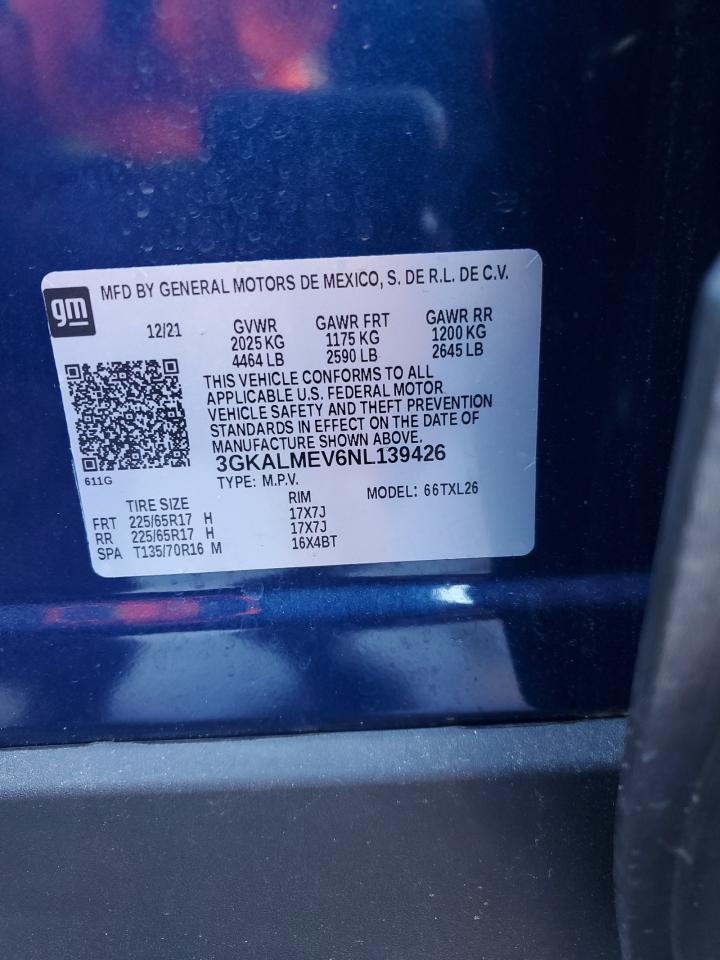 gm MFD BY GENERAL MOTORS DE MEXICO, S. DE R.L. DE C.V.
12/21 GVWR GAWR FRT GAWR RR
2025 KG 1175 KG 1200 KG
4464 LB 2590 LB 2645 LB
THIS VEHICLE CONFORMS TO ALL
APPLICABLE U.S. FEDERAL MOTOR
VEHICLE SAFETY AND THEFT PREVENTION
STANDARDS IN EFFECT ON THE DATE OF
MANUFACTURE SHOWN ABOVE.
3GKALMEV6NL139426
611G TYPE: M.P.V. MODEL: 66TXL26
TIRE SIZE RIM
FRT 225/65R17 H 17X7J
RR 225/65R17 H 17X7J
SPA T135/70R16 M 16X4BT